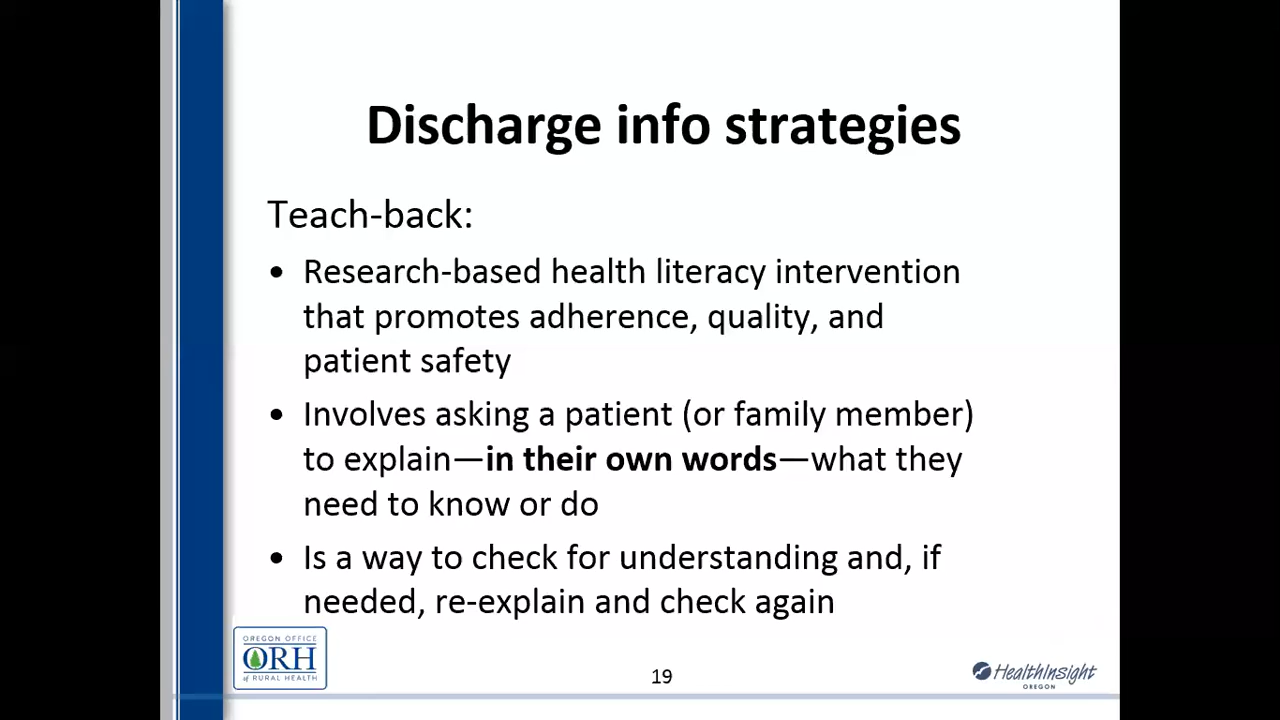 Discharge info strategies
Teach-back:
• Research-based health literacy intervention
that promotes adherence, quality, and
patient safety
• Involves asking a patient (or family member)
to explain—in their own words—what they
need to know or do
• Is a way to check for understanding and, if
needed, re-explain and check again
OREGON OFFICE
ORH
of RURAL HEALTH
19
HealthInsight
OREGON